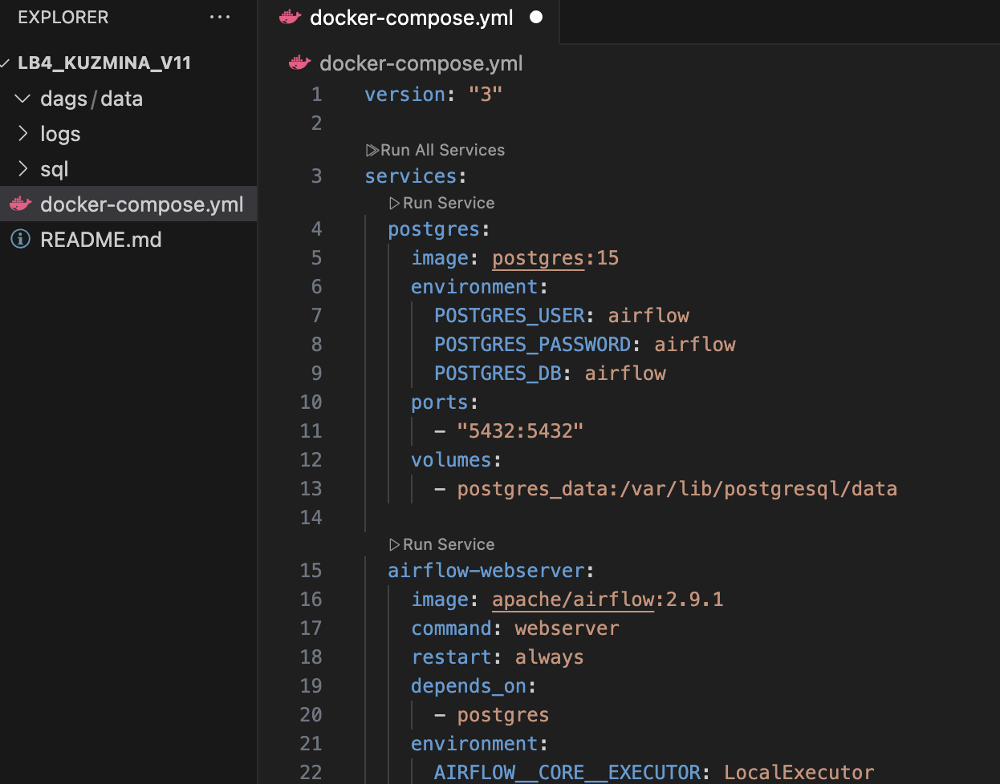 EXPLORER ...
docker-compose.yml
LB4_KUZMINA_V11
dags/data
logs
sql
docker-compose.yml
README.md
docker-compose.yml
1 version: "3"
2
Run All Services
3 services:
Run Service
4 postgres:
5 image: postgres:15
6 environment:
7 POSTGRES_USER: airflow
8 POSTGRES_PASSWORD: airflow
9 POSTGRES_DB: airflow
10 ports:
11 - "5432:5432"
12 volumes:
13 - postgres_data:/var/lib/postgresql/data
14
Run Service
15 airflow-webserver:
16 image: apache/airflow:2.9.1
17 command: webserver
18 restart: always
19 depends_on:
20 - postgres
21 environment:
22 AIRFLOW__CORE__EXECUTOR: LocalExecutor